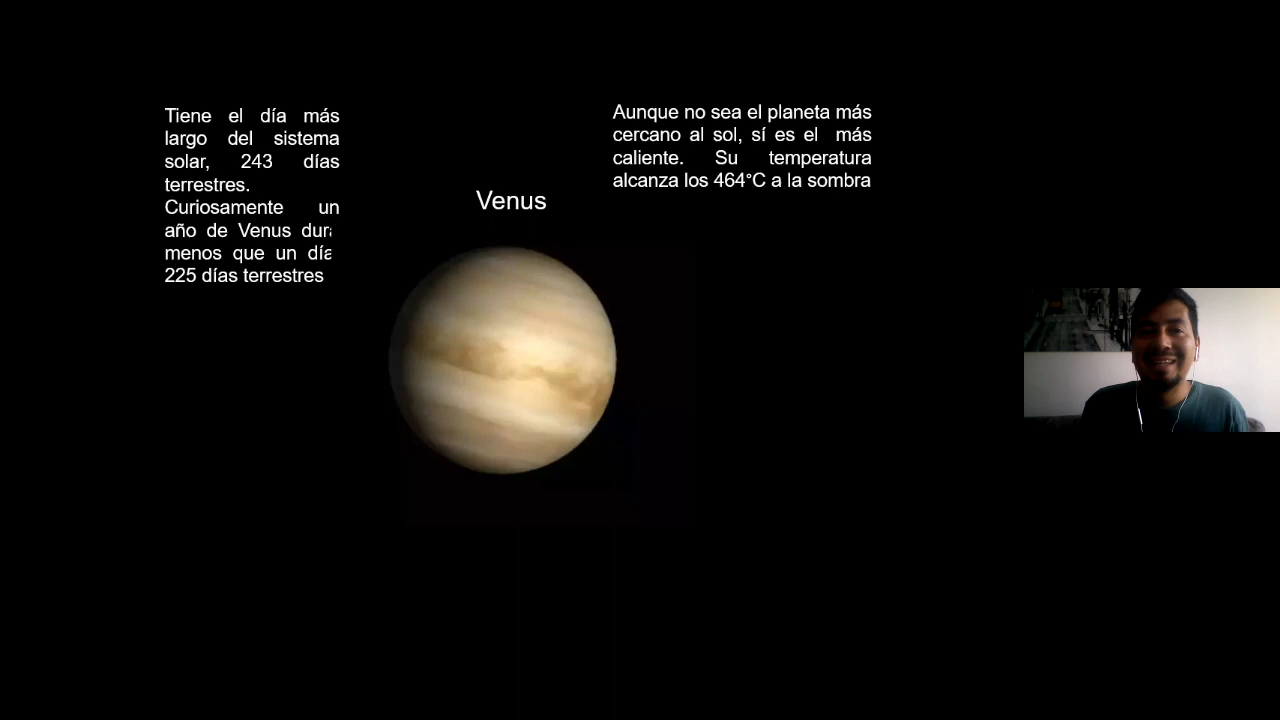 Tiene el día más
largo del sistema
solar, 243 días
terrestres.
Curiosamente un
año de Venus dura
menos que un día
225 días terrestres
Venus
Aunque no sea el planeta más
cercano al sol, sí es el más
caliente. Su temperatura
alcanza los 464°C a la sombra